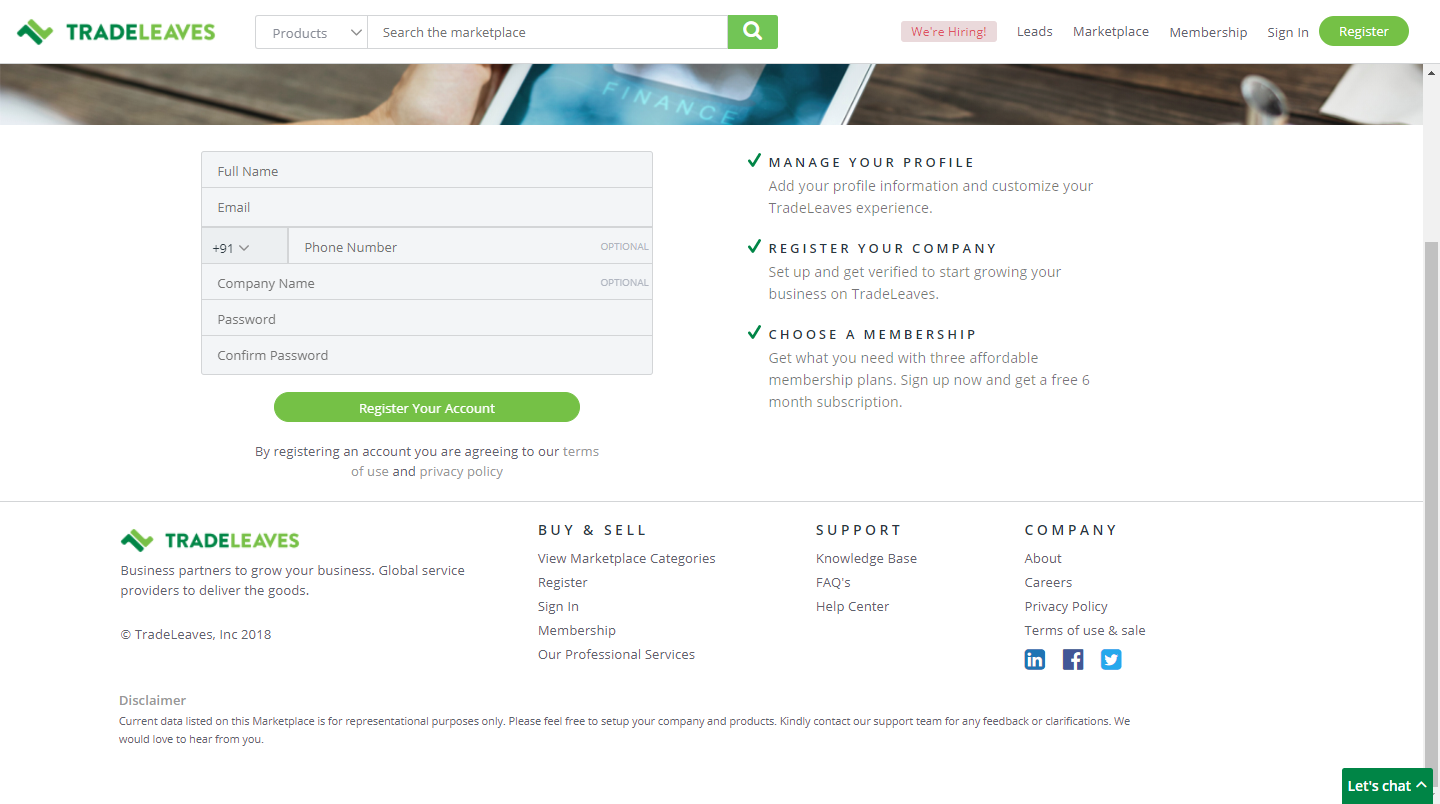 TRADELEAVES
Products
Search the marketplace
We're Hiring!
Leads
Marketplace
Membership
Sign In
Register
FINANCE
Full Name
Email
+91
Phone Number
OPTIONAL
Company Name
OPTIONAL
Password
Confirm Password
Register Your Account
By registering an account you are agreeing to our terms
of use and privacy policy
MANAGE YOUR PROFILE
Add your profile information and customize your
TradeLeaves experience.
REGISTER YOUR COMPANY
Set up and get verified to start growing your
business on TradeLeaves.
CHOOSE A MEMBERSHIP
Get what you need with three affordable
membership plans. Sign up now and get a free 6
month subscription.
TRADELEAVES
Business partners to grow your business. Global service
providers to deliver the goods.
© TradeLeaves, Inc 2018
BUY & SELL
View Marketplace Categories
Register
Sign In
Membership
Our Professional Services
SUPPORT
Knowledge Base
FAQ's
Help Center
COMPANY
About
Careers
Privacy Policy
Terms of use & sale
Disclaimer
Current data listed on this Marketplace is for representational purposes only. Please feel free to setup your company and products. Kindly contact our support team for any feedback or clarifications. We
would love to hear from you.
Let's chat